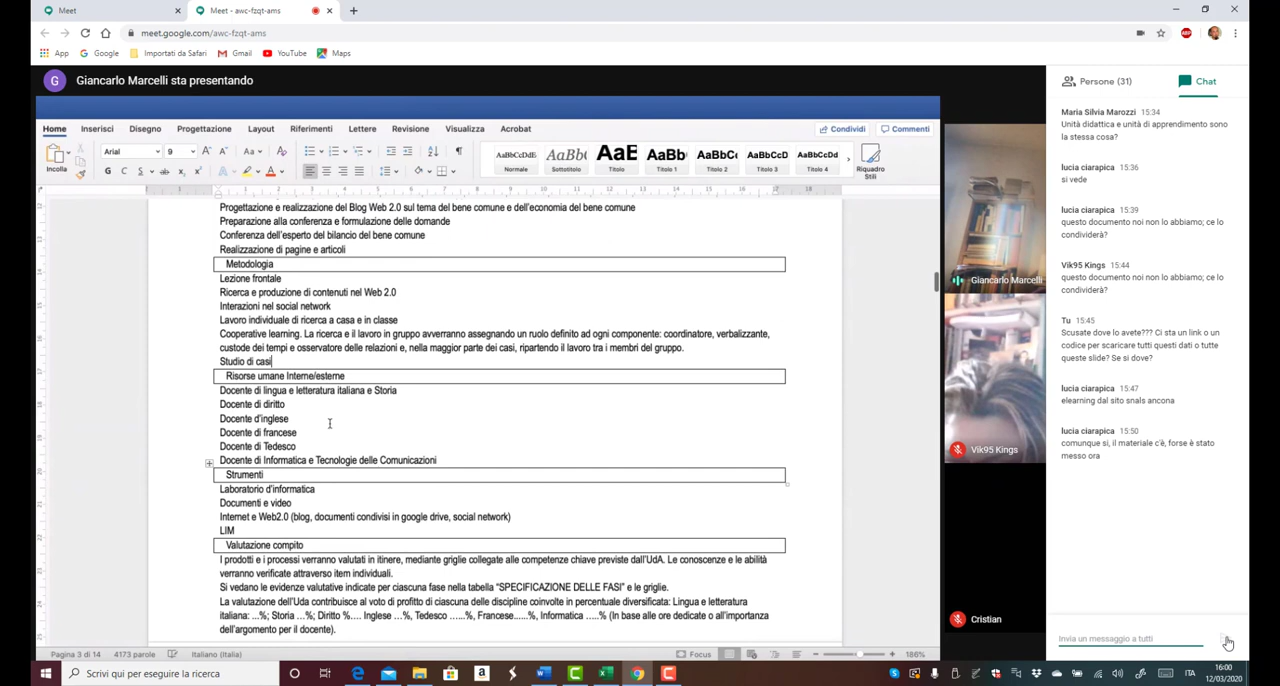 Meet
Meet - awc-fzqt-ams
meet.google.com/awc-fzqt-ams
App
Google
Importati da Safari
Gmail
YouTube
Maps
G
Giancarlo Marcelli sta presentando
Home
Inserisci
Disegno
Progettazione
Layout
Riferimenti
Lettere
Revisione
Visualizza
Acrobat
Condividi
Commenti
Incolla
Arial
9
AaBbCcDdE
Normale
AaBbC
Sottotitolo
AaB
Titolo
AaBb
Titolo 1
AaBbCc
Titolo 2
AaBbCcD
Titolo 3
AaBbCcDd
Titolo 4
Riquadro
Stili
Progettazione e realizzazione del Blog Web 2.0 sul tema del bene comune e dell'economia del bene comune
Preparazione alla conferenza e formulazione delle domande
Conferenza dell'esperto del bilancio del bene comune
Realizzazione di pagine e articoli
Metodologia
Lezione frontale
Ricerca e produzione di contenuti nel Web 2.0
Interazioni nel social network
Lavoro individuale di ricerca a casa e in classe
Cooperative learning. La ricerca e il lavoro in gruppo avverranno assegnando un ruolo definito ad ogni componente: coordinatore, verbalizzante,
custode dei tempi e osservatore delle relazioni e, nella maggior parte dei casi, ripartendo il lavoro tra i membri del gruppo.
Studio di casi
Risorse umane Interne/esterne
Docente di lingua e letteratura italiana e Storia
Docente di diritto
Docente d'inglese
Docente di francese
Docente di Tedesco
Docente di Informatica e Tecnologie delle Comunicazioni
Strumenti
Laboratorio d'informatica
Documenti e video
Internet e Web2.0 (blog, documenti condivisi in google drive, social network)
LIM
Valutazione compito
I prodotti e i processi verranno valutati in itinere, mediante griglie collegate alle competenze chiave previste dall'UdA. Le conoscenze e le abilità
verranno verificate attraverso item individuali.
Si vedano le evidenze valutative indicate per ciascuna fase nella tabella "SPECIFICAZIONE DELLE FASI" e le griglie.
La valutazione dell'Uda contribuisce al voto di profitto di ciascuna delle discipline coinvolte in percentuale diversificata: Lingua e letteratura
italiana: ...%; Storia ...%; Diritto %.... Inglese ...%, Tedesco ......%, Francese......%, Informatica .....% (In base alle ore dedicate o all'importanza
dell'argomento per il docente).
Pagina 3 di 14
4134 parole
Italiano (Italia)
Focus
186%
Giancarlo Marcelli
Vik95 Kings
Cristian
Persone (31)
Chat
Maria Silvia Marozzi 15:34
Unità didattica e unità di apprendimento sono
la stessa cosa?
lucia ciarapica 15:36
si vede
lucia ciarapica 15:39
questo documento noi non lo abbiamo; ce lo
condividerà?
Vik95 Kings 15:44
questo documento noi non lo abbiamo; ce lo
condividerà?
Tu 15:45
Scusate dove lo avete??? Ci sta un link o un
codice per scaricare tutti questi dati o tutte
queste slide? Se si dove?
lucia ciarapica 15:47
elearning dal sito snals ancona
lucia ciarapica 15:50
comunque si, il materiale c'è, forse è stato
messo ora
Invia un messaggio a tutti
Scrivi qui per eseguire la ricerca
ITA
16:00
12/03/2020